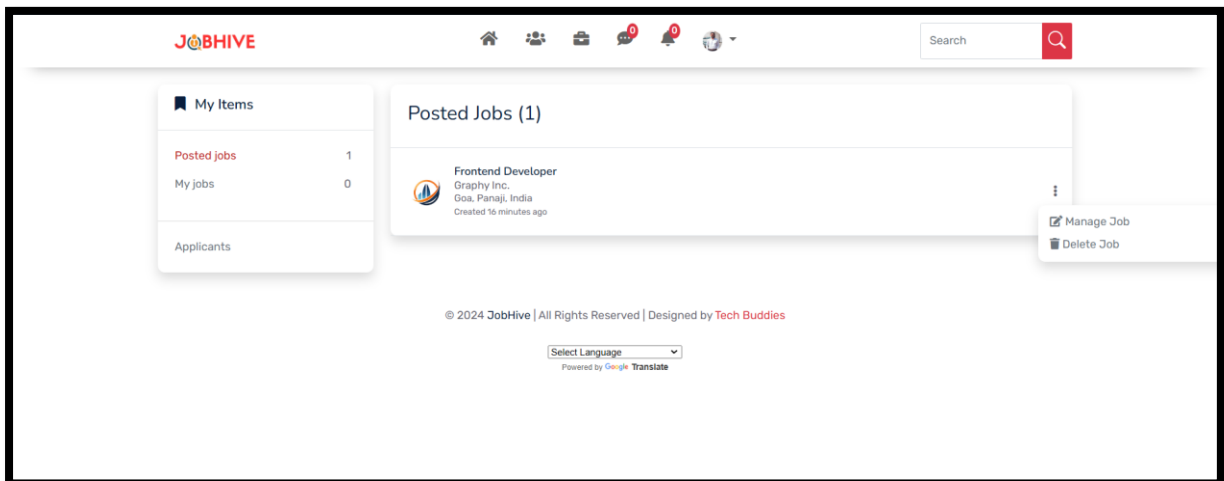 JOBHIVE
0
0
Search
My Items
Posted jobs 1
My jobs 0
Applicants
Posted Jobs (1)
Frontend Developer
Graphy Inc.
Goa, Panaji, India
Created 16 minutes ago
Manage Job
Delete Job
© 2024 JobHive | All Rights Reserved | Designed by Tech Buddies
Select Language
Powered by Google Translate